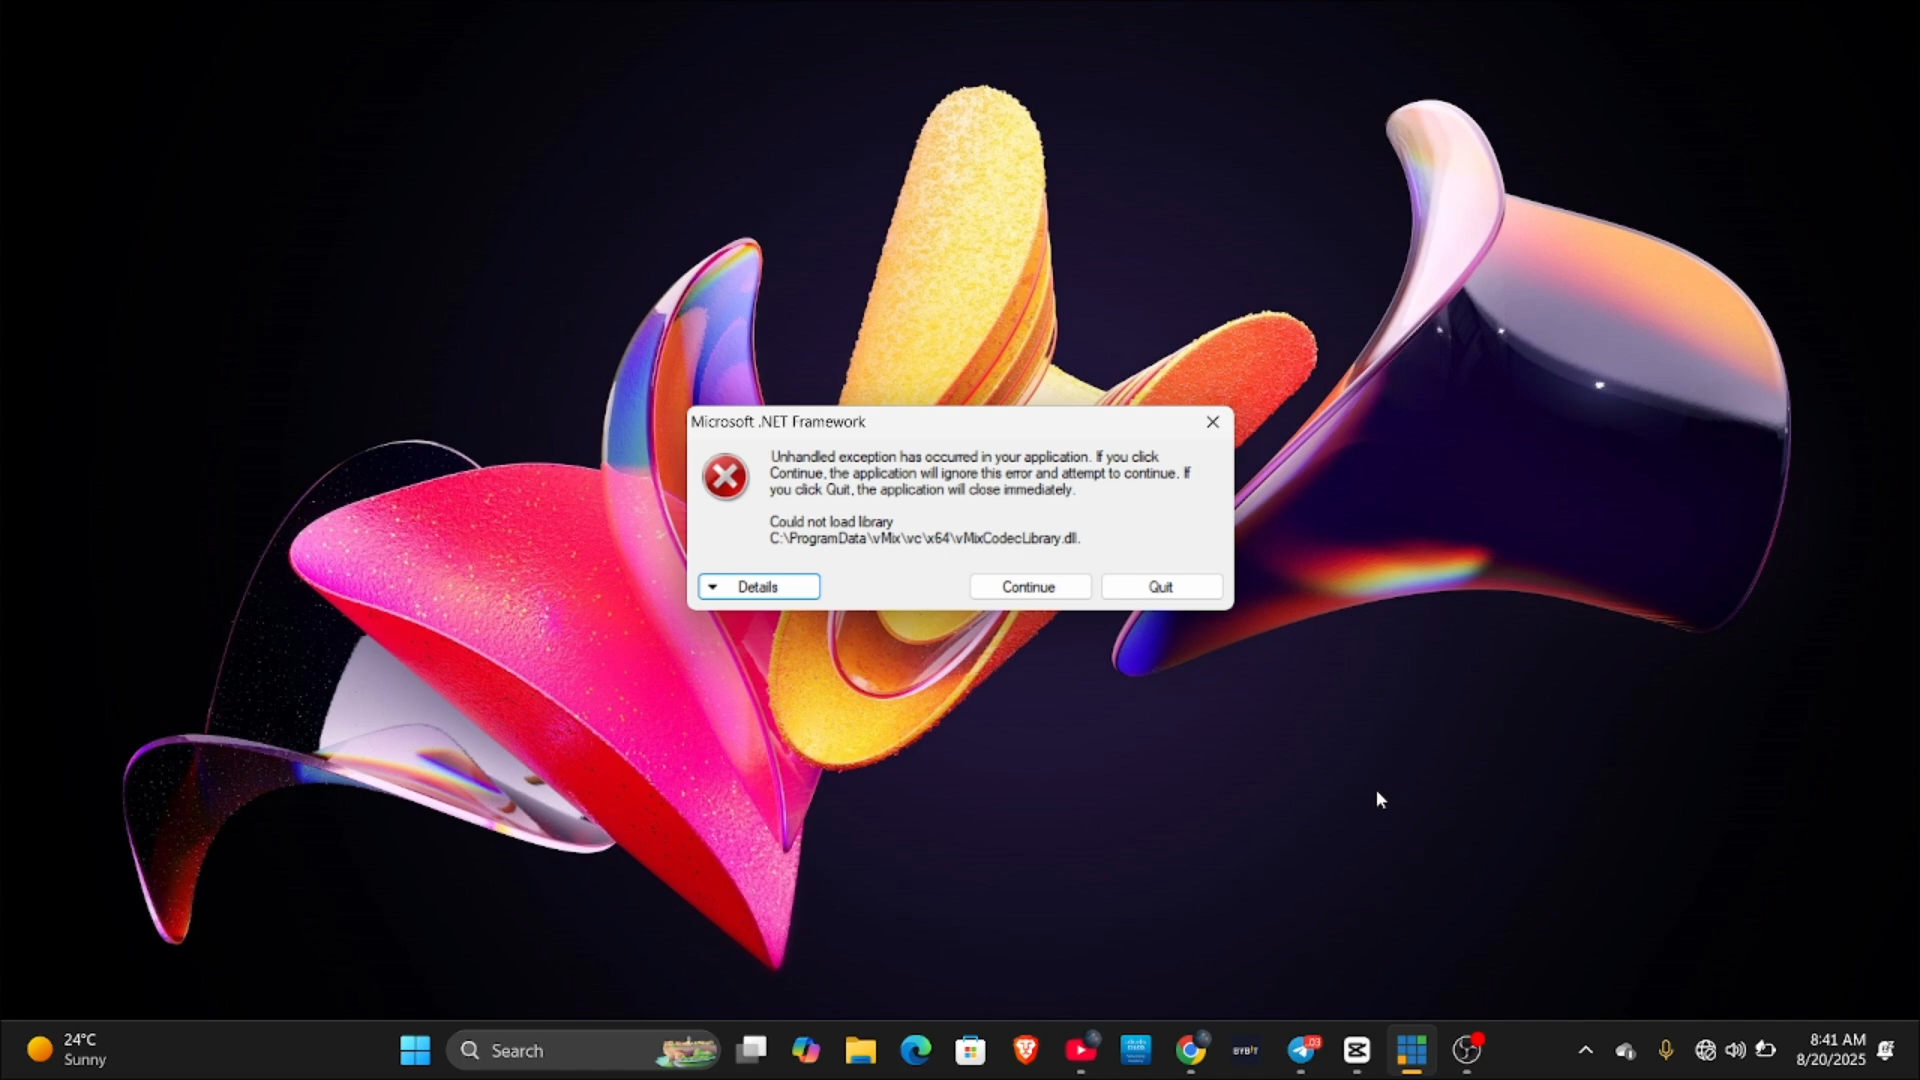 Microsoft .NET Framework
Unhandled exception has occurred in your application. If you click
Continue, the application will ignore this error and attempt to continue. If
you click Quit, the application will close immediately.
Could not load library
C:\ProgramData\vMix\vc\x64\vMixCodecLibrary.dll.
Details
Continue
Quit
24°C
Sunny
Search
BYBIT
03
8:41 AM
8/20/2025